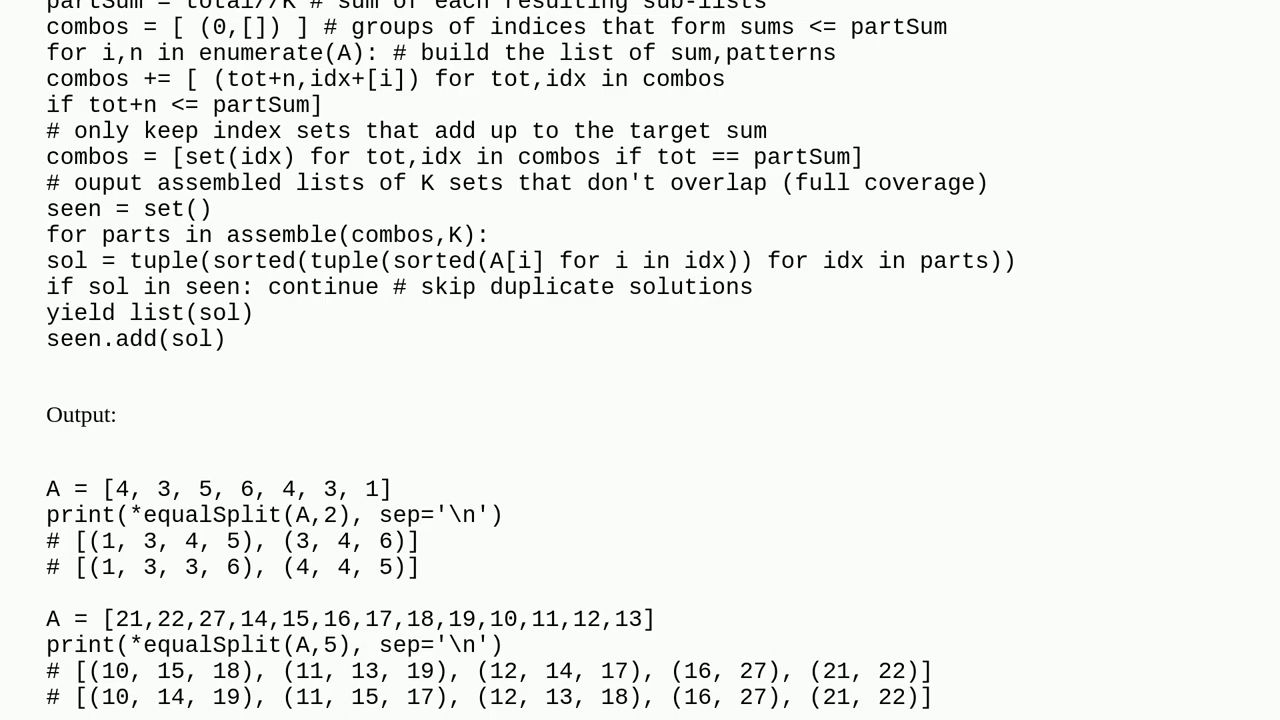 partSum = total//K # sum of each resulting sub-lists
combos = [ (0,[]) ] # groups of indices that form sums <= partSum
for i,n in enumerate(A): # build the list of sum,patterns
combos += [ (tot+n,idx+[i]) for tot,idx in combos
if tot+n <= partSum]
# only keep index sets that add up to the target sum
combos = [set(idx) for tot,idx in combos if tot == partSum]
# ouput assembled lists of K sets that don't overlap (full coverage)
seen = set()
for parts in assemble(combos,K):
sol = tuple(sorted(tuple(sorted(A[i] for i in idx)) for idx in parts))
if sol in seen: continue # skip duplicate solutions
yield list(sol)
seen.add(sol)
Output:
A = [4, 3, 5, 6, 4, 3, 1]
print(*equalSplit(A,2), sep='\n')
# [(1, 3, 4, 5), (3, 4, 6)]
# [(1, 3, 3, 6), (4, 4, 5)]
A = [21,22,27,14,15,16,17,18,19,10,11,12,13]
print(*equalSplit(A,5), sep='\n')
# [(10, 15, 18), (11, 13, 19), (12, 14, 17), (16, 27), (21, 22)]
# [(10, 14, 19), (11, 15, 17), (12, 13, 18), (16, 27), (21, 22)]